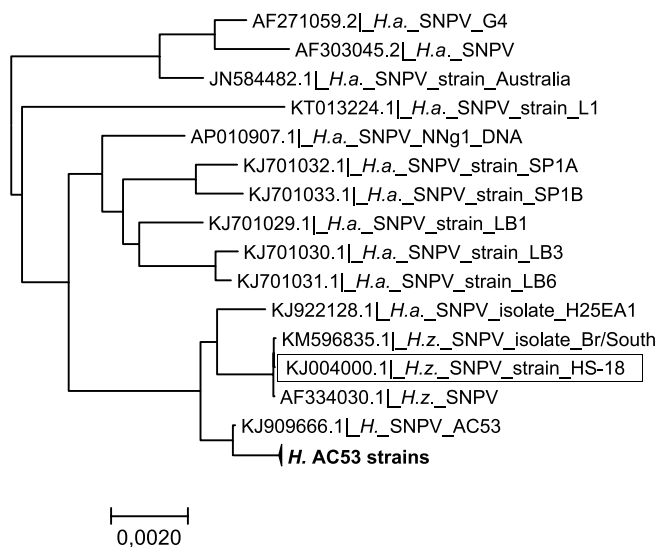 AF271059.2|_H.a._SNPV_G4
AF303045.2|_H.a._SNPV
JN584482.1|_H.a._SNPV_strain_Australia
KT013224.1|_H.a._SNPV_strain_L1
AP010907.1|_H.a._SNPV_NNg1_DNA
KJ701032.1|_H.a._SNPV_strain_SP1A
KJ701033.1|_H.a._SNPV_strain_SP1B
KJ701029.1|_H.a._SNPV_strain_LB1
KJ701030.1|_H.a._SNPV_strain_LB3
KJ701031.1|_H.a._SNPV_strain_LB6
KJ922128.1|_H.a._SNPV_isolate_H25EA1
KM596835.1|_H.z._SNPV_isolate_Br/South
KJ004000.1|_H.z._SNPV_strain_HS-18
AF334030.1|_H.z._SNPV
KJ909666.1|_H._SNPV_AC53
H. AC53 strains
0,0020